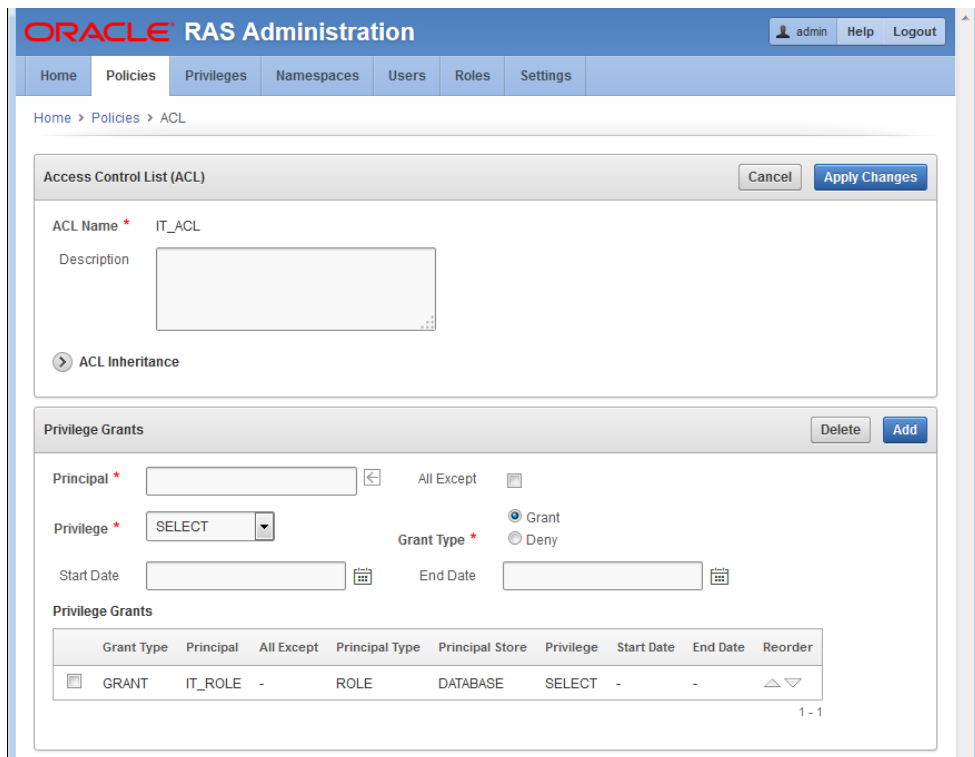 ORACLE RAS Administration
admin Help Logout
Home Policies Privileges Namespaces Users Roles Settings
Home > Policies > ACL
Access Control List (ACL) Cancel Apply Changes
ACL Name * IT_ACL
Description
ACL Inheritance
Privilege Grants Delete Add
Principal * All Except
Privilege * SELECT Grant Type * Grant
Deny
Start Date End Date
Privilege Grants
Grant Type Principal All Except Principal Type Principal Store Privilege Start Date End Date Reorder
GRANT IT_ROLE - ROLE DATABASE SELECT - -
1 - 1